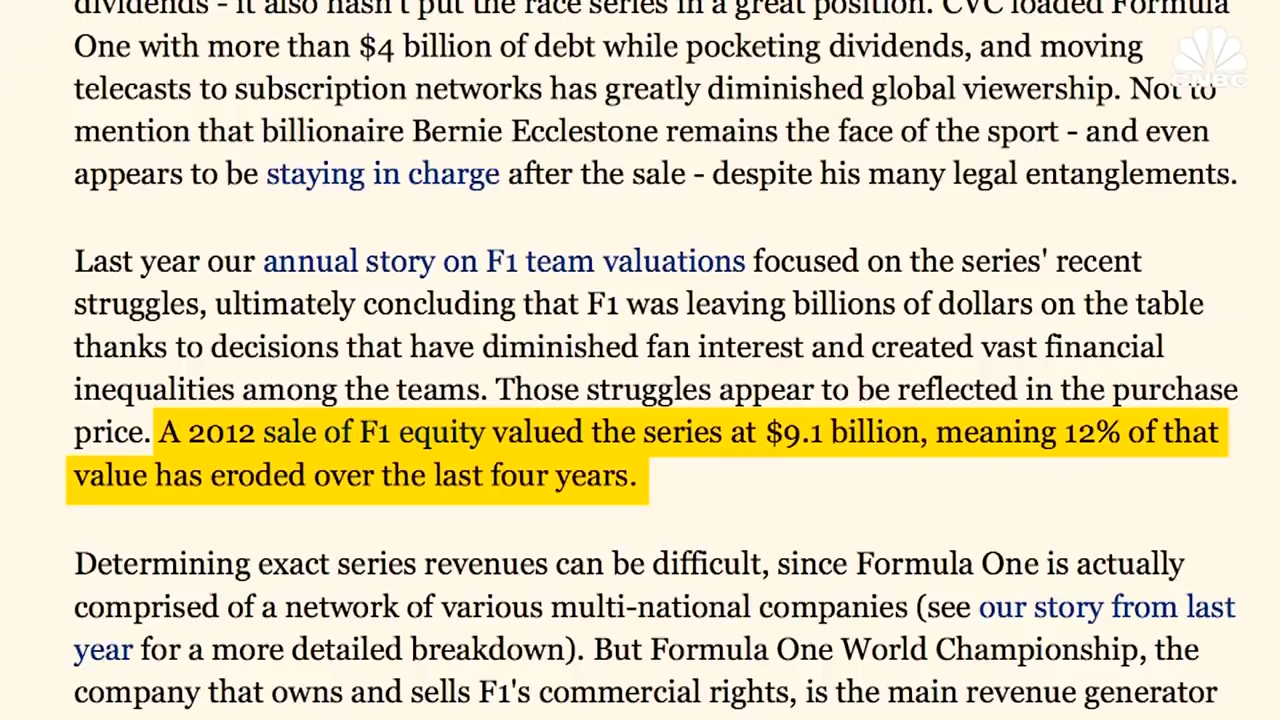 dividends - it also hasn't put the race series in a great position. CVC loaded Formula
One with more than $4 billion of debt while pocketing dividends, and moving
telecasts to subscription networks has greatly diminished global viewership. Not to
mention that billionaire Bernie Ecclestone remains the face of the sport - and even
appears to be staying in charge after the sale - despite his many legal entanglements.
Last year our annual story on F1 team valuations focused on the series' recent
struggles, ultimately concluding that F1 was leaving billions of dollars on the table
thanks to decisions that have diminished fan interest and created vast financial
inequalities among the teams. Those struggles appear to be reflected in the purchase
price. A 2012 sale of F1 equity valued the series at $9.1 billion, meaning 12% of that
value has eroded over the last four years.
Determining exact series revenues can be difficult, since Formula One is actually
comprised of a network of various multi-national companies (see our story from last
year for a more detailed breakdown). But Formula One World Championship, the
company that owns and sells F1's commercial rights, is the main revenue generator
CNBC